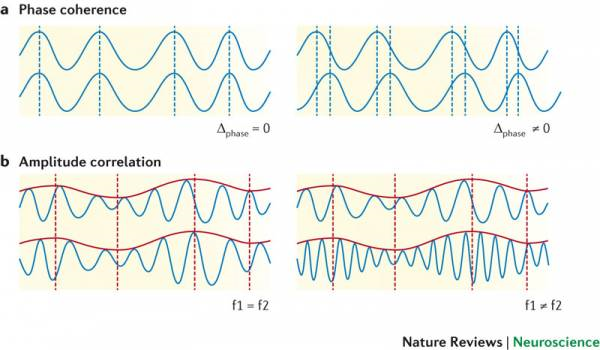 a Phase coherence
Δphase = 0
Δphase ≠ 0
b Amplitude correlation
f1 = f2
f1 ≠ f2
Nature Reviews | Neuroscience